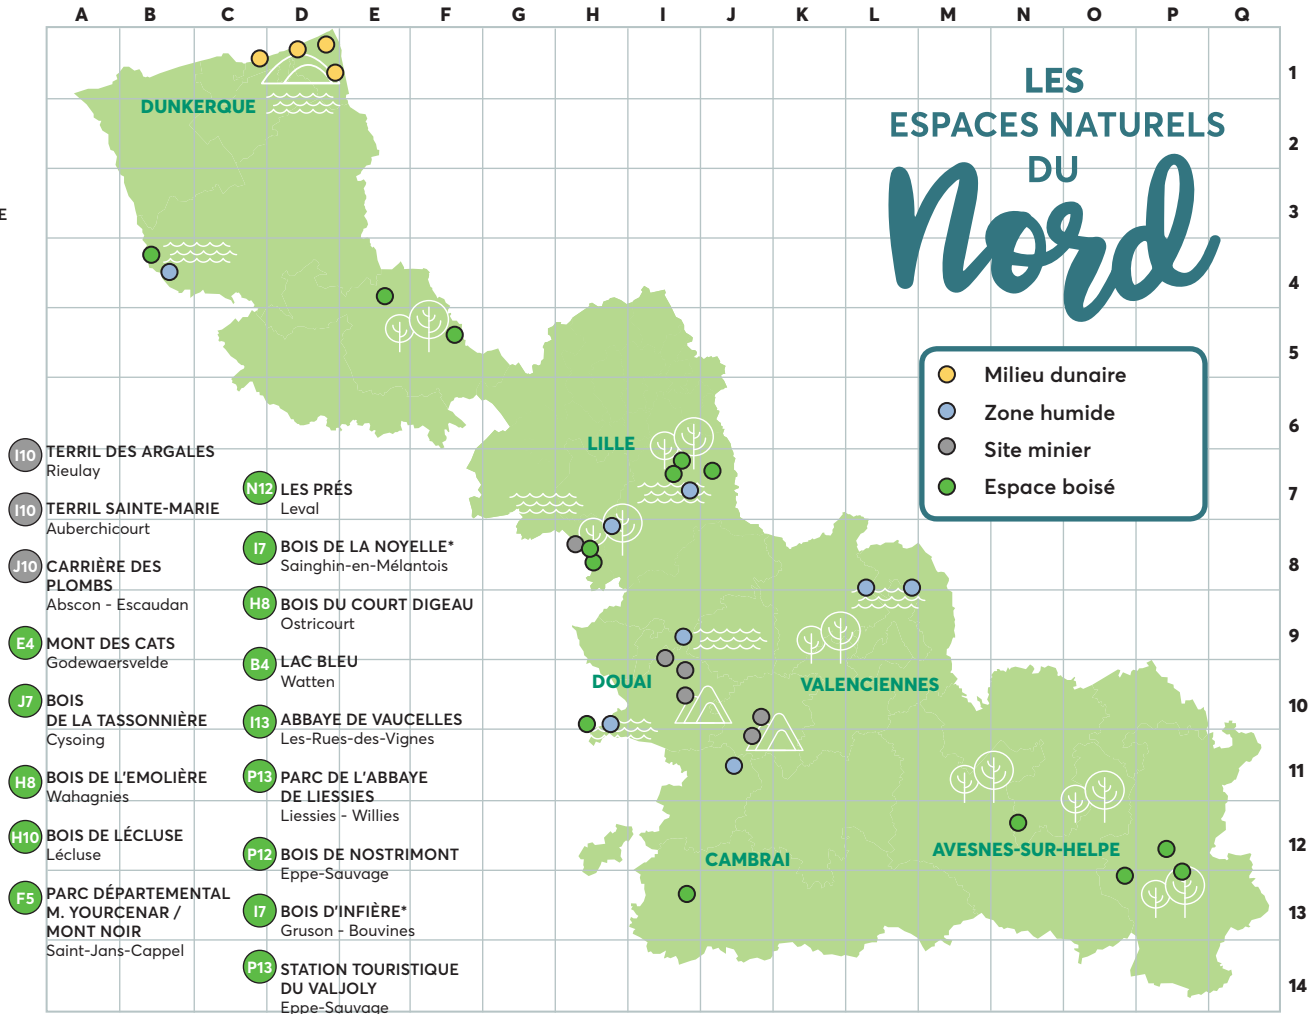 A B C D E F G H I J K L M N O P Q
1
2
3
4
5
6
7
8
9
10
11
12
13
14
LES
ESPACES NATURELS
DU
Nord
DUNKERQUE
E
LILLE
DOUAI
VALENCIENNES
CAMBRAI
AVESNES-SUR-HELPE
Milieu dunaire
Zone humide
Site minier
Espace boisé
I10 TERRIL DES ARGALES
Rieulay
I10 TERRIL SAINTE-MARIE
Auberchicourt
J10 CARRIÈRE DES
PLOMBS
Abscon - Escaudan
E4 MONT DES CATS
Godewaersvelde
J7 BOIS
DE LA TASSONNIÈRE
Cysoing
H8 BOIS DE L'EMOLIÈRE
Wahagnies
H10 BOIS DE LÉCLUSE
Lécluse
F5 PARC DÉPARTEMENTAL
M. YOURCENAR /
MONT NOIR
Saint-Jans-Cappel
N12 LES PRÉS
Leval
I7 BOIS DE LA NOYELLE*
Sainghin-en-Mélantois
H8 BOIS DU COURT DIGEAU
Ostricourt
B4 LAC BLEU
Watten
I13 ABBAYE DE VAUCELLES
Les-Rues-des-Vignes
P13 PARC DE L'ABBAYE
DE LIESSIES
Liessies - Willies
P12 BOIS DE NOSTRIMONT
Eppe-Sauvage
I7 BOIS D'INFIÈRE*
Gruson - Bouvines
P13 STATION TOURISTIQUE
DU VALJOLY
Eppe-Sauvage